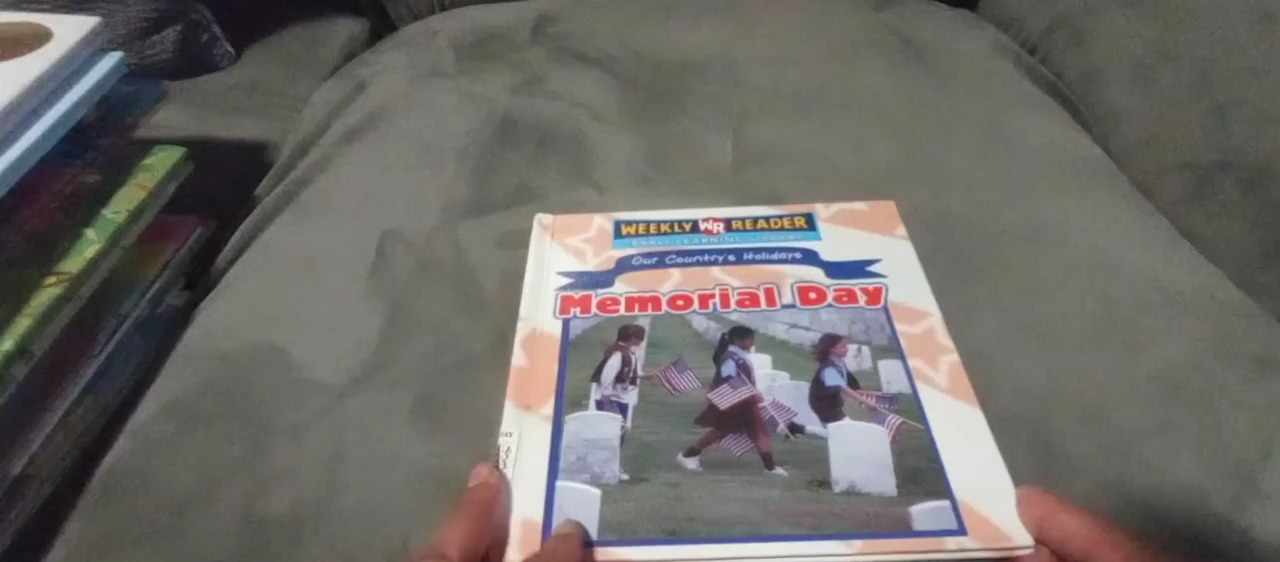 WEEKLY WR READER
EARLY LEARNING LIBRARY
Our Country's Holidays
Memorial Day